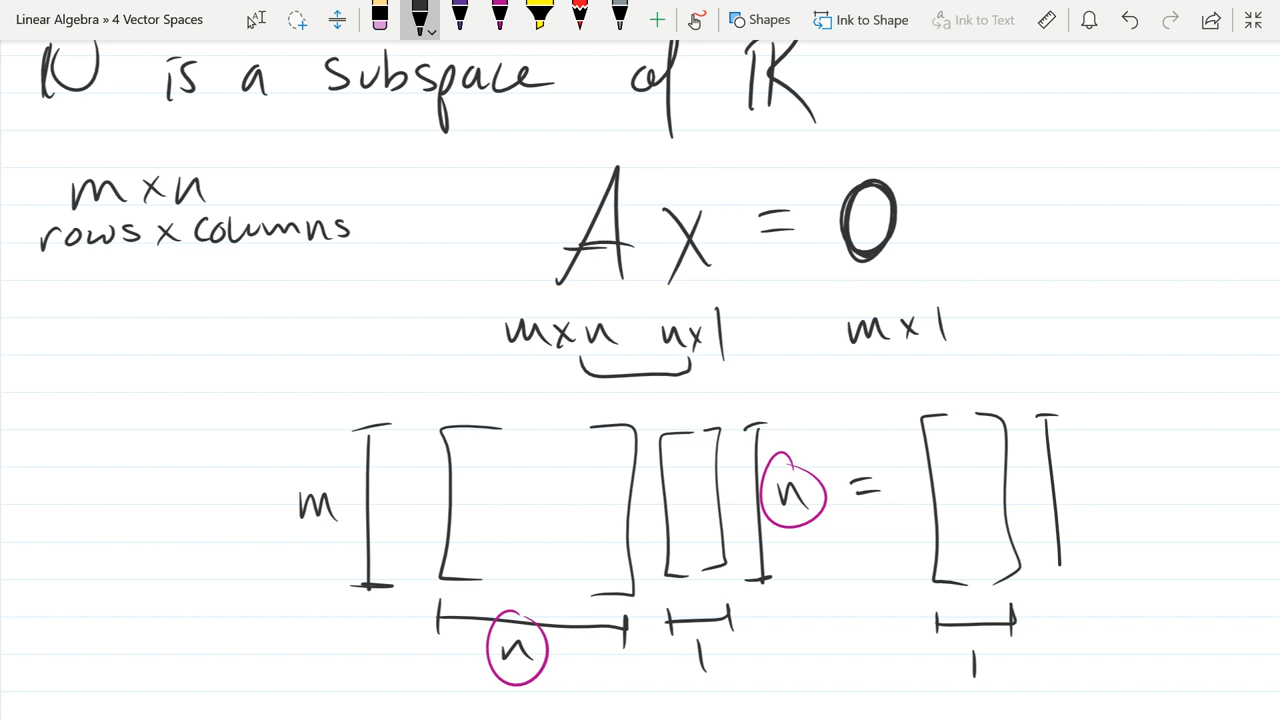 Linear Algebra » 4 Vector Spaces
Shapes
Ink to Shape
Ink to Text
N is a subspace of ℝ
m × n
rows × columns
A x = 0
m × n n × 1 m × 1
m n =
n 1 1